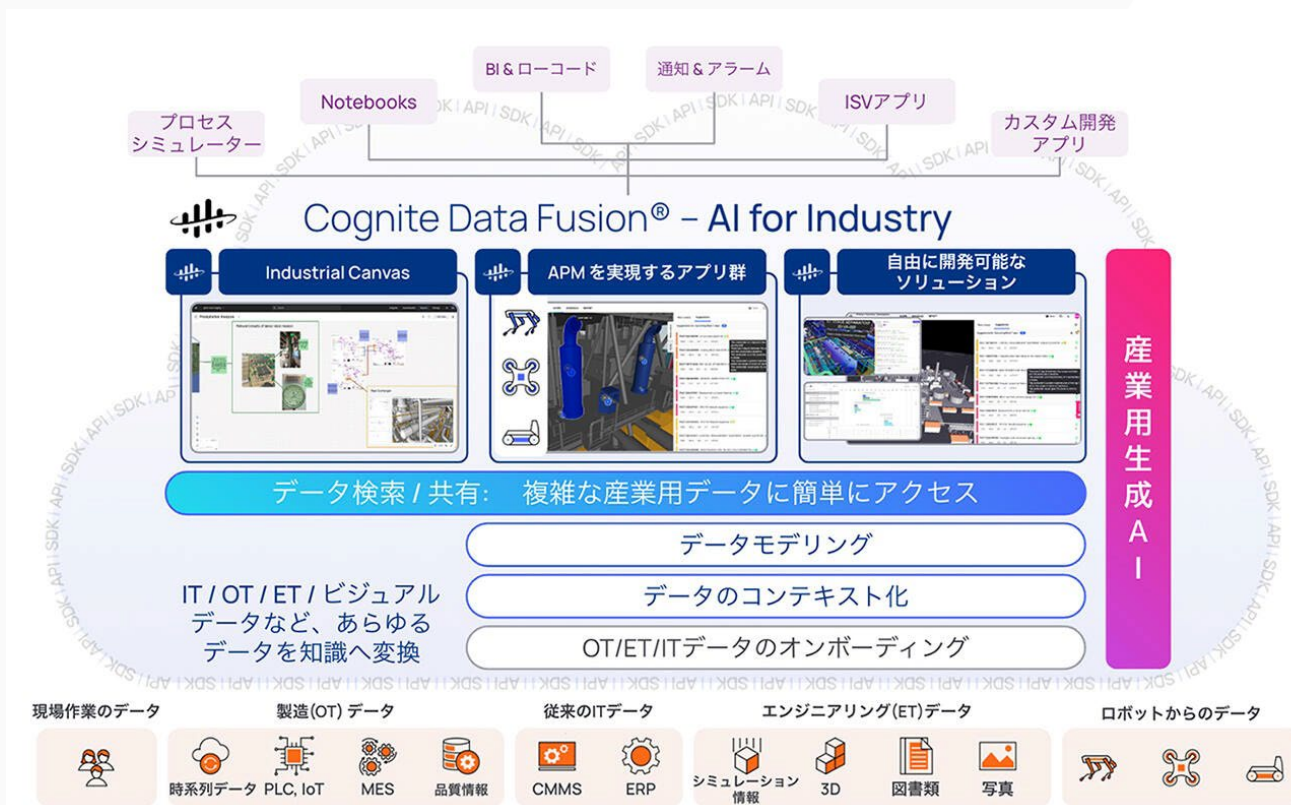 BI & ローコード
通知 & アラーム
Notebooks
ISVアプリ
プロセス
シミュレーター
カスタム開発
アプリ
SDK | API | SDK | API | SDK | API | SDK | API
Cognite Data Fusion® – AI for Industry
Industrial Canvas
APM を実現するアプリ群
自由に開発可能な
ソリューション
産業用生成AI
データ検索 / 共有: 複雑な産業用データに簡単にアクセス
データモデリング
データのコンテキスト化
OT/ET/ITデータのオンボーディング
IT / OT / ET / ビジュアル
データなど、あらゆる
データを知識へ変換
現場作業のデータ
製造(OT) データ
従来のITデータ
エンジニアリング(ET)データ
ロボットからのデータ
時系列データ
PLC, IoT
MES
品質情報
CMMS
ERP
シミュレーション
情報
3D
図書類
写真